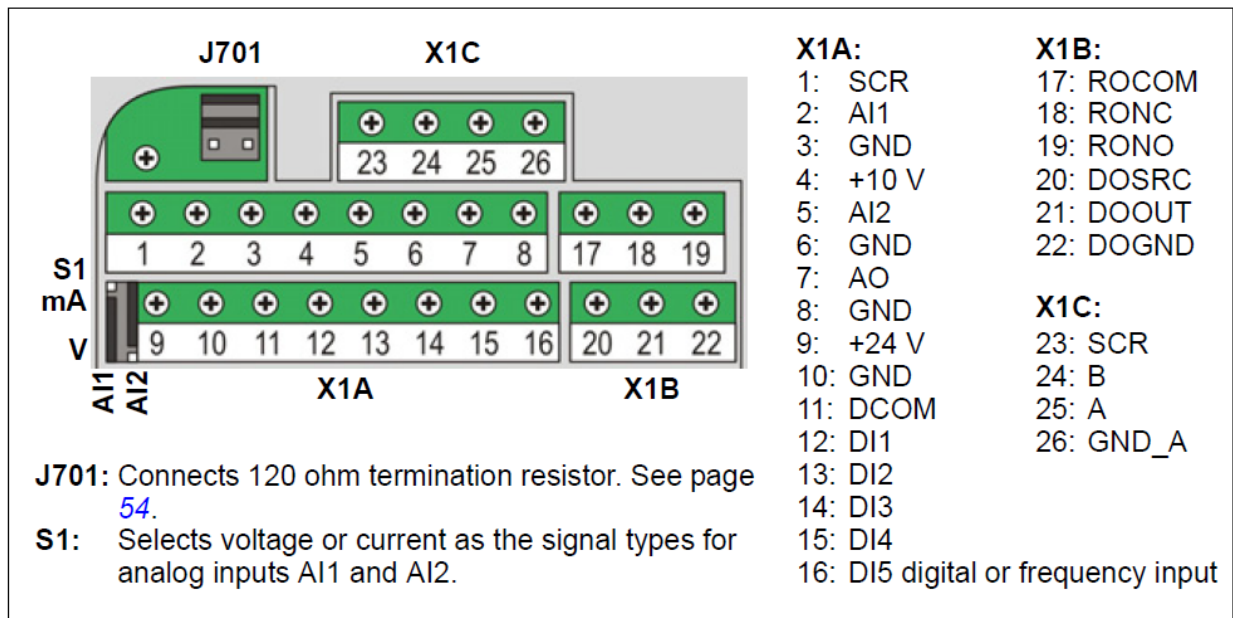 J701 X1C
23 24 25 26
1 2 3 4 5 6 7 8 17 18 19
S1
mA
V
9 10 11 12 13 14 15 16 20 21 22
AI1
AI2
X1A X1B
J701: Connects 120 ohm termination resistor. See page
54.
S1: Selects voltage or current as the signal types for
analog inputs AI1 and AI2.
X1A:
1: SCR
2: AI1
3: GND
4: +10 V
5: AI2
6: GND
7: AO
8: GND
9: +24 V
10: GND
11: DCOM
12: DI1
13: DI2
14: DI3
15: DI4
16: DI5 digital or frequency input
X1B:
17: ROCOM
18: RONC
19: RONO
20: DOSRC
21: DOOUT
22: DOGND
X1C:
23: SCR
24: B
25: A
26: GND_A